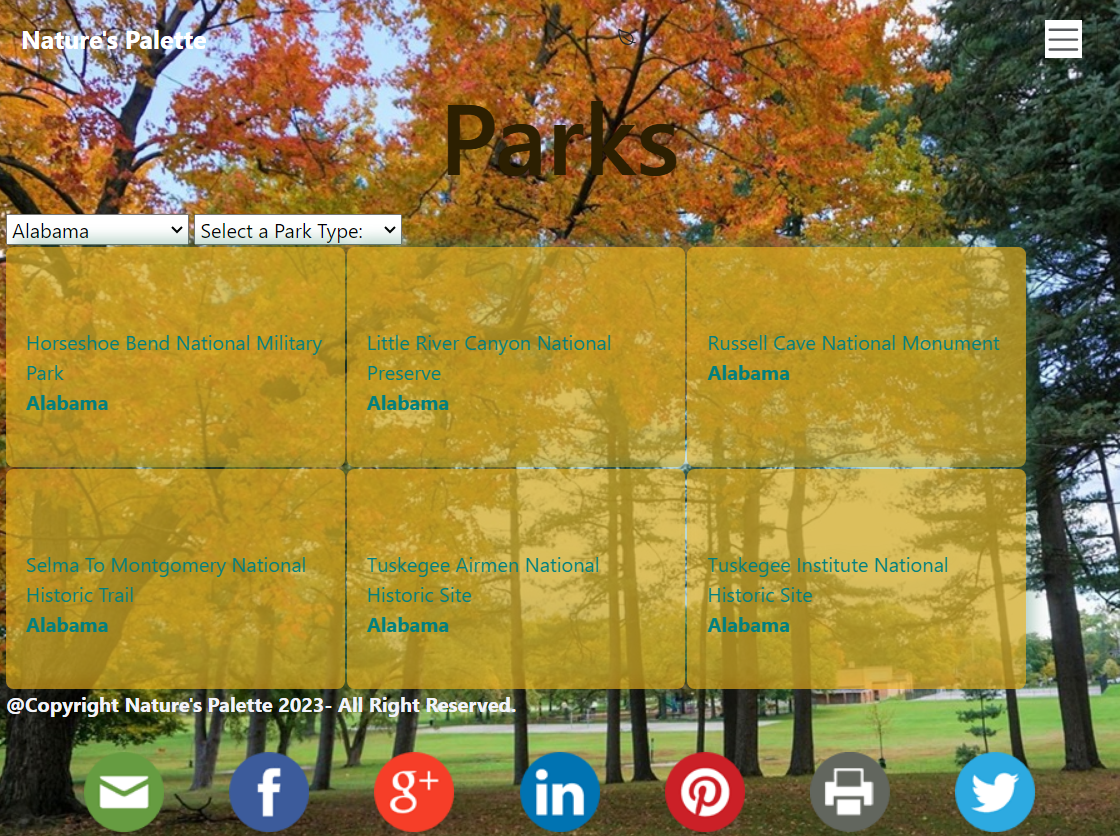 Nature's Palette
Parks
Alabama Select a Park Type:
Horseshoe Bend National Military
Park
Alabama
Little River Canyon National
Preserve
Alabama
Russell Cave National Monument
Alabama
Selma To Montgomery National
Historic Trail
Alabama
Tuskegee Airmen National
Historic Site
Alabama
Tuskegee Institute National
Historic Site
Alabama
@Copyright Nature's Palette 2023- All Right Reserved.
f g+ in